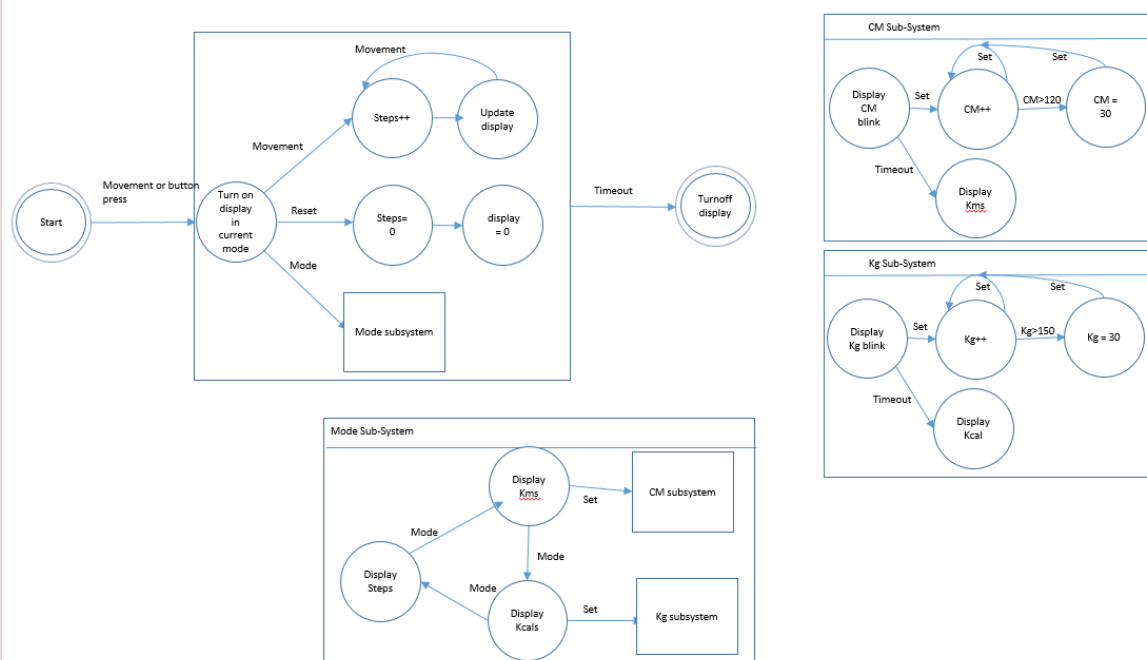 Movement
Steps++
Update
display
Movement
Movement or button
press
Start
Turn on
display
in
current
mode
Reset
Steps=
0
display
= 0
Mode
Mode subsystem
Timeout
Turnoff
display
CM Sub-System
Set
Set
Display
CM
blink
Set
CM++
CM>120
CM =
30
Timeout
Display
Kms
Kg Sub-System
Set
Set
Display
Kg blink
Set
Kg++
Kg>150
Kg = 30
Timeout
Display
Kcal
Mode Sub-System
Display
Kms
Set
CM subsystem
Mode
Mode
Display
Steps
Mode
Display
Kcals
Set
Kg subsystem